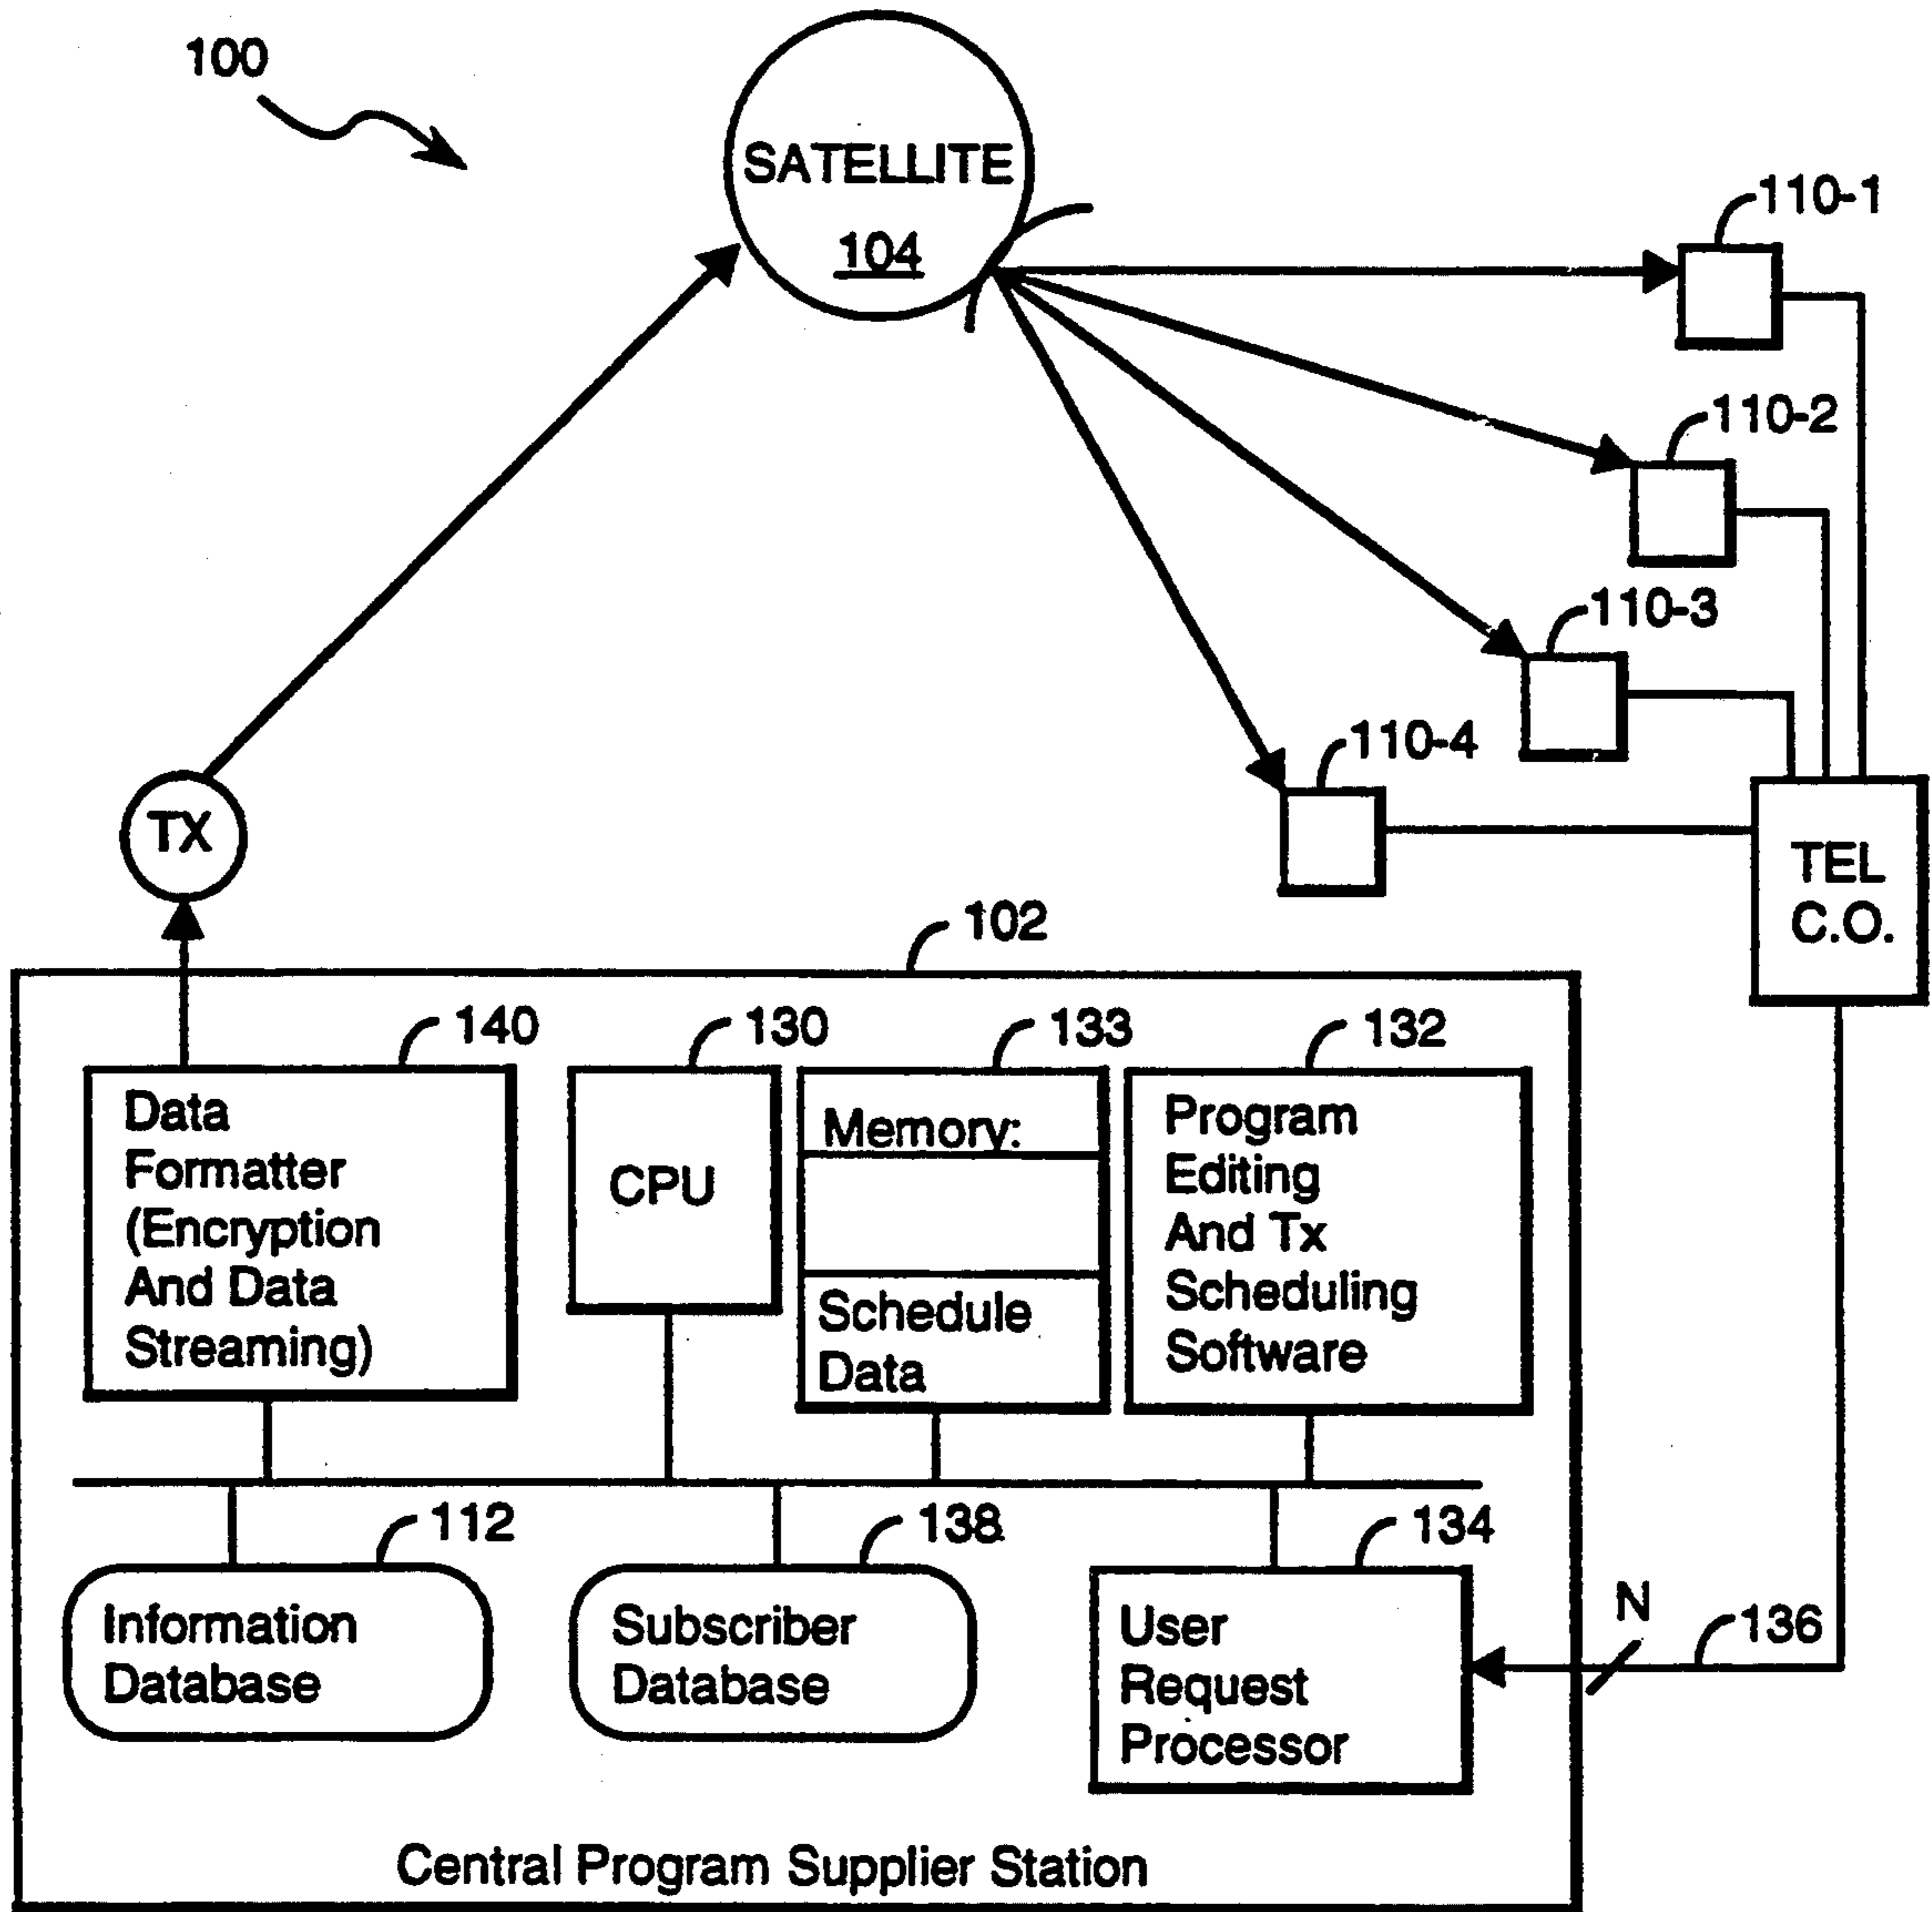 100
SATELLITE
104
110-1
110-2
110-3
110-4
TX
TEL
C.O.
102
140
130
133
132
Data
Formatter
(Encryption
And Data
Streaming)
CPU
Memory:
Schedule
Data
Program
Editing
And Tx
Scheduling
Software
112
138
134
Information
Database
Subscriber
Database
User
Request
Processor
N
136
Central Program Supplier Station